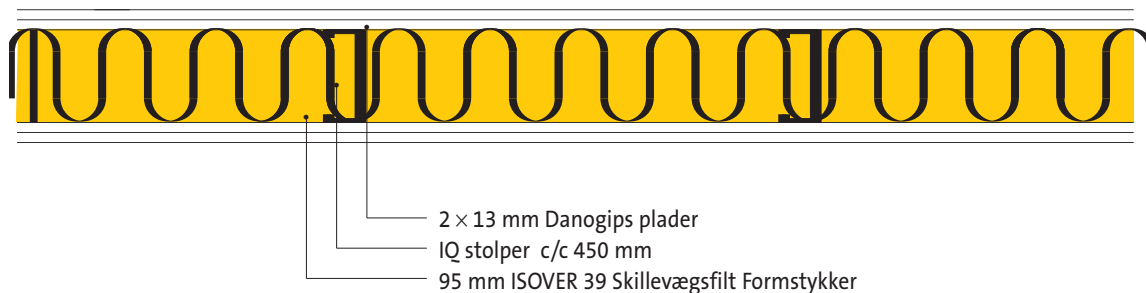 2 × 13 mm Danogips plader
IQ stolper c/c 450 mm
95 mm ISOVER 39 Skillevægsfilt Formstykker